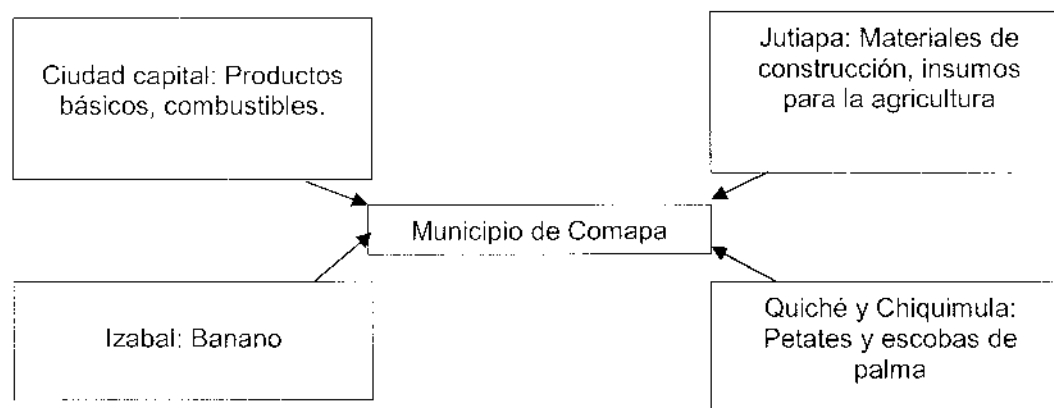 Ciudad capital: Productos
básicos, combustibles.
Jutiapa: Materiales de
construcción, insumos
para la agricultura
Municipio de Comapa
Izabal: Banano
Quiché y Chiquimula:
Petates y escobas de
palma